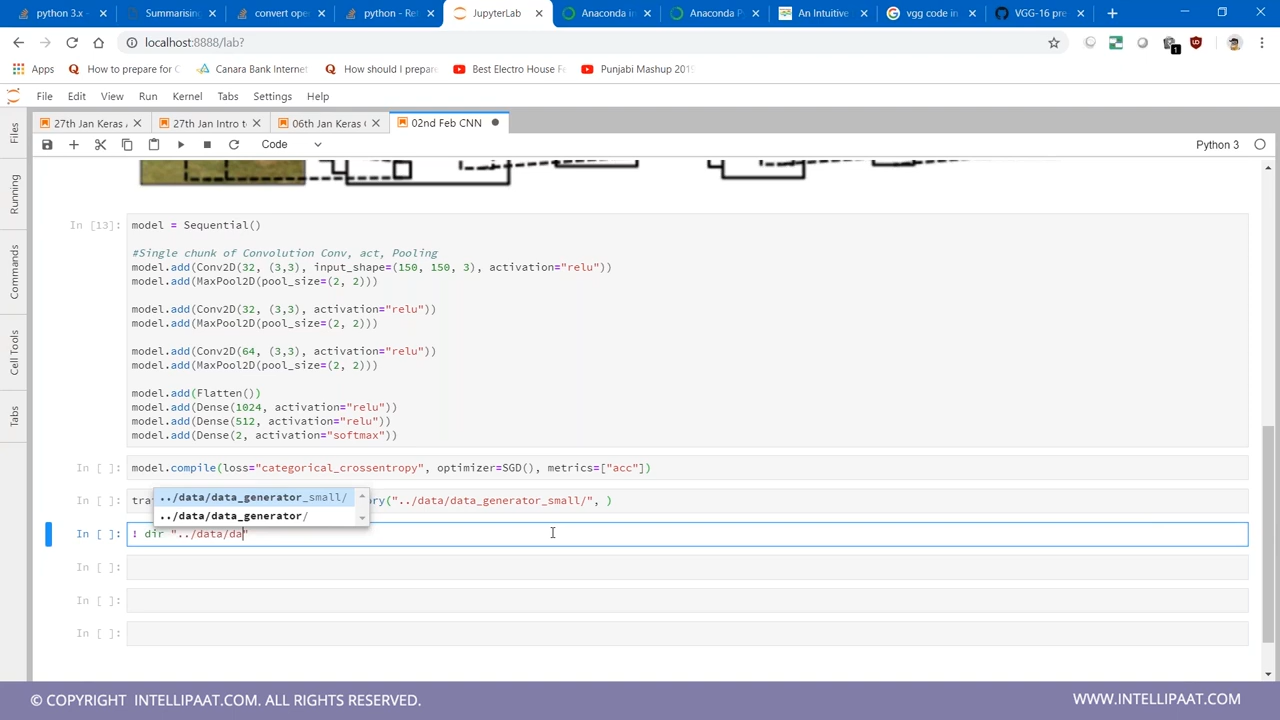 python 3.x -
Summarising
convert open
python - Ret
JupyterLab
Anaconda in
Anaconda Py
An Intuitive
vgg code in
VGG-16 pre
localhost:8888/lab?
Apps
How to prepare for C
Canara Bank Internet
How should I prepare
Best Electro House Fe
Punjabi Mashup 2019
File Edit View Run Kernel Tabs Settings Help
27th Jan Keras
27th Jan Intro t
06th Jan Keras
02nd Feb CNN
Code
Python 3
Files
Running
Commands
Cell Tools
Tabs
In [13]:
model = Sequential()
#Single chunk of Convolution Conv, act, Pooling
model.add(Conv2D(32, (3,3), input_shape=(150, 150, 3), activation="relu"))
model.add(MaxPool2D(pool_size=(2, 2)))
model.add(Conv2D(32, (3,3), activation="relu"))
model.add(MaxPool2D(pool_size=(2, 2)))
model.add(Conv2D(64, (3,3), activation="relu"))
model.add(MaxPool2D(pool_size=(2, 2)))
model.add(Flatten())
model.add(Dense(1024, activation="relu"))
model.add(Dense(512, activation="relu"))
model.add(Dense(2, activation="softmax"))
In [ ]: model.compile(loss="categorical_crossentropy", optimizer=SGD(), metrics=["acc"])
In [ ]: tra ory("../data/data_generator_small/", )
../data/data_generator_small/
../data/data_generator/
In [ ]: ! dir "../data/da"
In [ ]:
In [ ]:
In [ ]:
© COPYRIGHT INTELLIPAAT.COM. ALL RIGHTS RESERVED.
WWW.INTELLIPAAT.COM